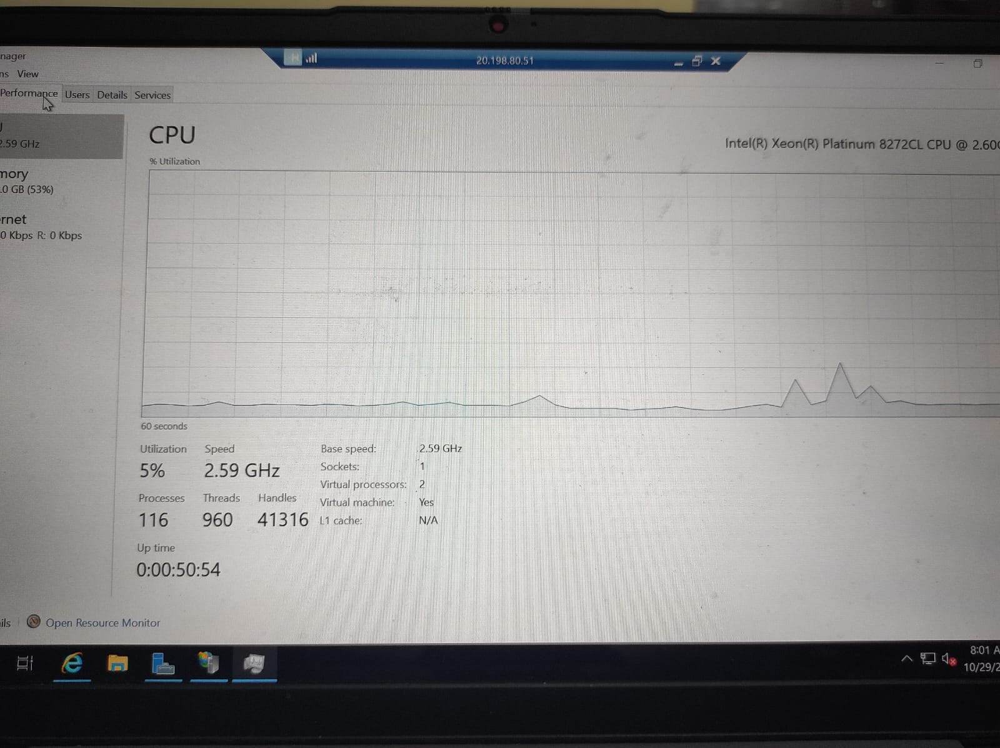 nager
20.198.80.51
ns View
Performance Users Details Services
2.59 GHz
mory
.0 GB (53%)
rnet
0 Kbps R: 0 Kbps
CPU
Intel(R) Xeon(R) Platinum 8272CL CPU @ 2.60G
% Utilization
60 seconds
Utilization Speed
5% 2.59 GHz
Processes Threads Handles
116 960 41316
Up time
0:00:50:54
Base speed: 2.59 GHz
Sockets: 1
Virtual processors: 2
Virtual machine: Yes
L1 cache: N/A
ils
Open Resource Monitor
8:01 A
10/29/2